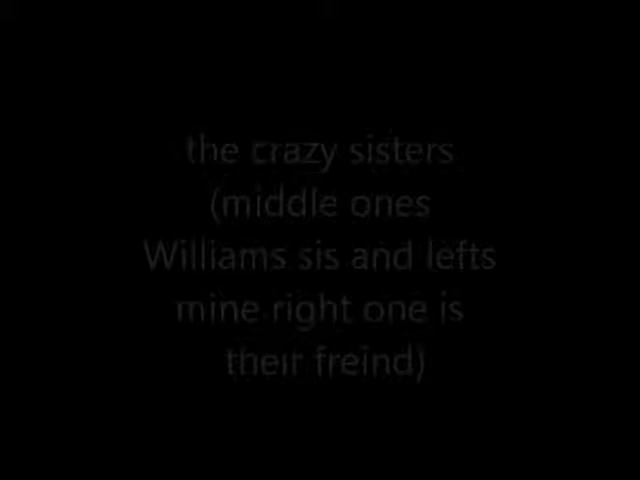 the crazy sisters
(middle ones
Williams sis and lefts
mine right one is
their freind)